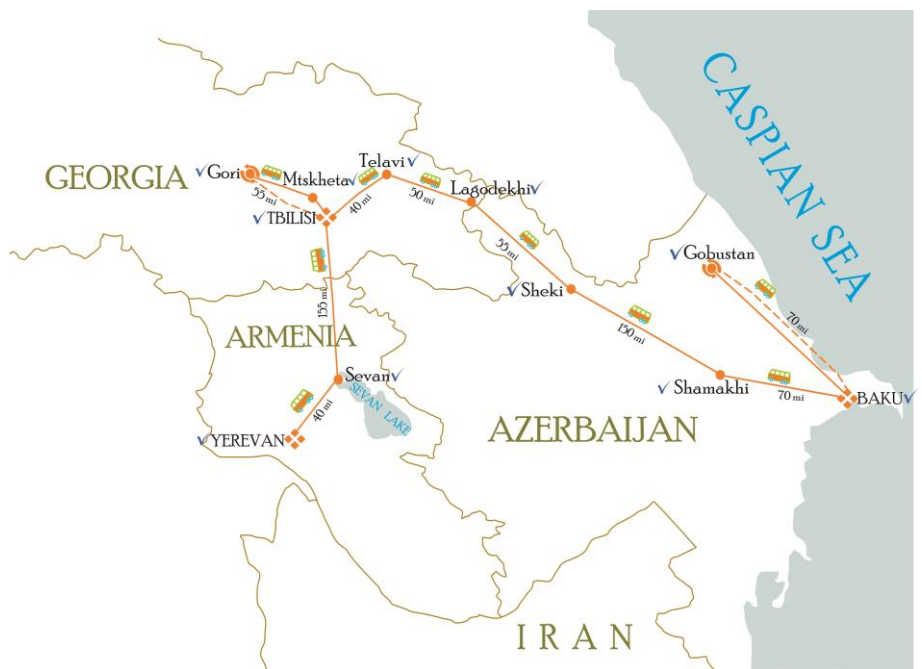 CASPIAN SEA
GEORGIA
Gori
Mtskheta
55 mi
TBILISI
Telavi
40 mi
50 mi
Lagodekhi
55 mi
Sheki
Gobustan
70 mi
150 mi
155 mi
ARMENIA
Sevan
SEVAN LAKE
40 mi
YEREVAN
Shamakhi
70 mi
BAKU
AZERBAIJAN
IRAN